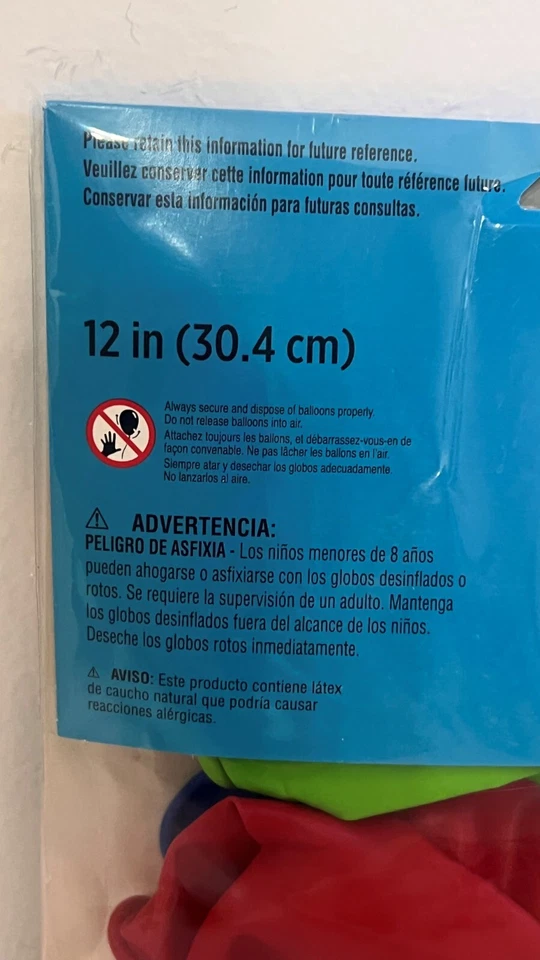 Please retain this information for future reference.
Veuillez conserver cette information pour toute référence future.
Conservar esta información para futuras consultas.
12 in (30.4 cm)
Always secure and dispose of balloons properly.
Do not release balloons into air.
Attachez toujours les ballons, et débarrassez-vous-en de
façon convenable. Ne pas lâcher les ballons en l'air.
Siempre atar y desechar los globos adecuadamente.
No lanzarlos al aire.
⚠ ADVERTENCIA:
PELIGRO DE ASFIXIA - Los niños menores de 8 años
pueden ahogarse o asfixiarse con los globos desinflados o
rotos. Se requiere la supervisión de un adulto. Mantenga
los globos desinflados fuera del alcance de los niños.
Deseche los globos rotos inmediatamente.
⚠ AVISO: Este producto contiene látex
de caucho natural que podría causar
reacciones alérgicas.